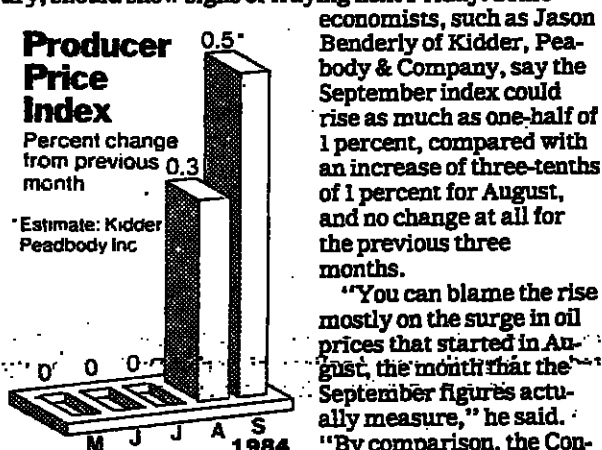 economists, such as Jason
Benderly of Kidder, Pea-
body & Company, say the
September index could
rise as much as one-half of
1 percent, compared with
an increase of three-tenths
of 1 percent for August,
and no change at all for
the previous three
months.
"You can blame the rise
mostly on the surge in oil
prices that started in Au-
gust, the month that the
September figures actu-
ally measure," he said.
"By comparison, the Con-
Producer
Price
Index
Percent change
from previous
month
*Estimate: Kidder
Peadbody Inc
0.5*
0.3
0 0 0
M J J A S
1984